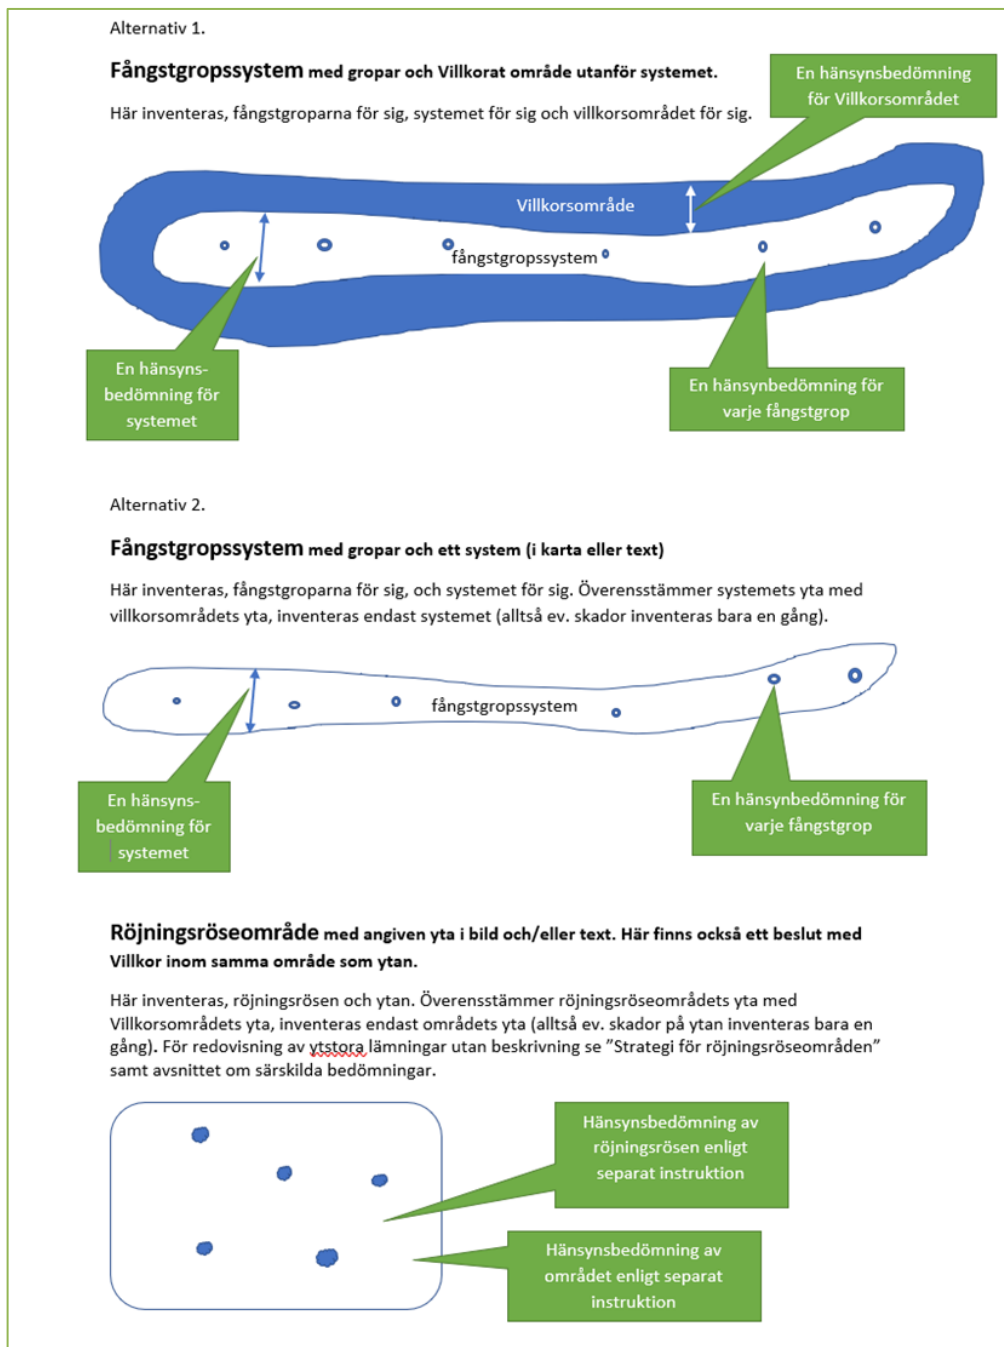 Alternativ 1.
Fångstgropssystem med gropar och Villkorat område utanför systemet.
En hänsynsbedömning
för Villkorsområdet
Här inventeras, fångstgroparna för sig, systemet för sig och villkorsområdet för sig.
Villkorsområde
fångstgropssystem
En hänsyns-
bedömning för
systemet
En hänsynbedömning för
varje fångstgrop
Alternativ 2.
Fångstgropssystem med gropar och ett system (i karta eller text)
Här inventeras, fångstgroparna för sig, och systemet för sig. Överensstämmer systemets yta med
villkorsområdets yta, inventeras endast systemet (alltså ev. skador inventeras bara en gång).
fångstgropssystem
En hänsyns-
bedömning för
systemet
En hänsynbedömning för
varje fångstgrop
Röjningsröseområde med angiven yta i bild och/eller text. Här finns också ett beslut med
Villkor inom samma område som ytan.
Här inventeras, röjningsrösen och ytan. Överensstämmer röjningsröseområdets yta med
Villkorsområdets yta, inventeras endast områdets yta (alltså ev. skador på ytan inventeras bara en
gång). För redovisning av ytstora lämningar utan beskrivning se ”Strategi för röjningsröseområden”
samt avsnittet om särskilda bedömningar.
Hänsynsbedömning av
röjningsrösen enligt
separat instruktion
Hänsynsbedömning av
området enligt separat
instruktion